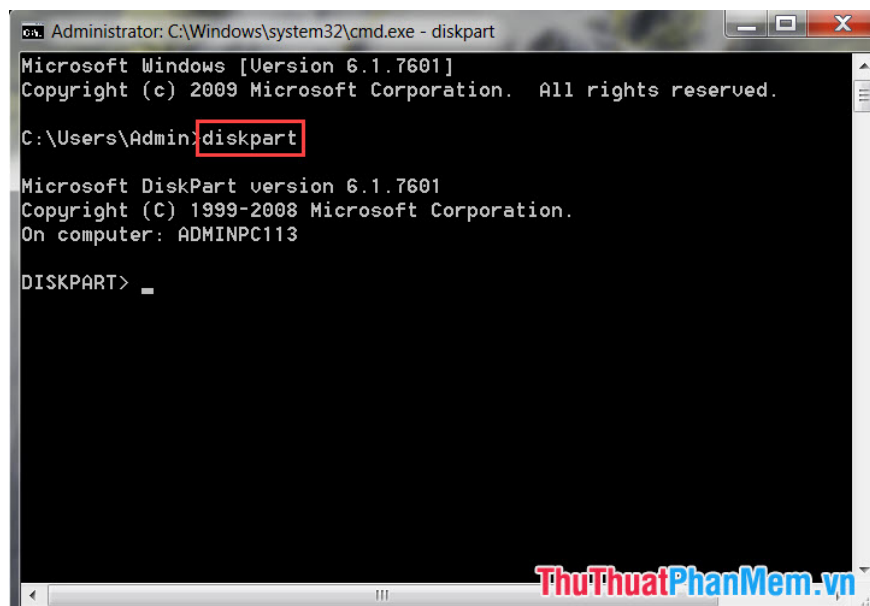 Administrator: C:\Windows\system32\cmd.exe - diskpart
Microsoft Windows [Version 6.1.7601]
Copyright (c) 2009 Microsoft Corporation.  All rights reserved.
C:\Users\Admin>diskpart
Microsoft DiskPart version 6.1.7601
Copyright (C) 1999-2008 Microsoft Corporation.
On computer: ADMINPC113
DISKPART> _
ThuThuatPhanMem.vn